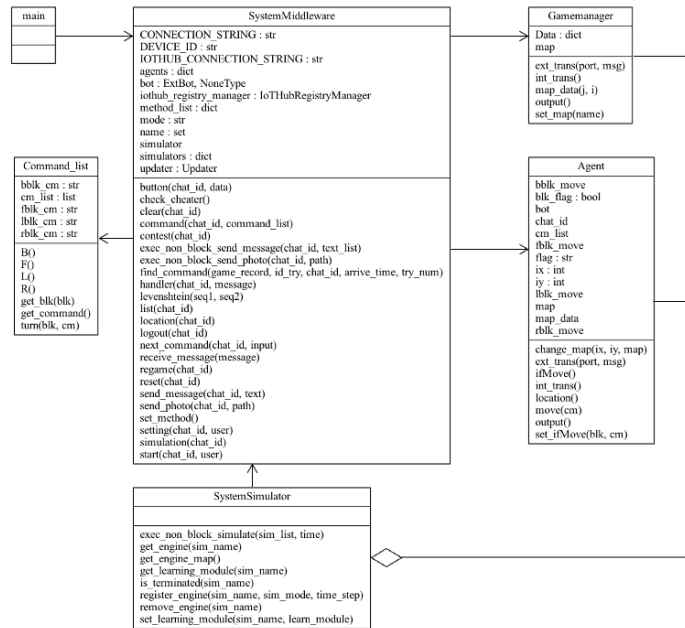 main
SystemMiddleware
CONNECTION_STRING : str
DEVICE_ID : str
IOTHUB_CONNECTION_STRING : str
agents : dict
bot : ExtBot, NoneType
iothub_registry_manager : IoTHubRegistryManager
method_list : dict
mode : str
name : set
simulator
simulators : dict
updater : Updater
button(chat_id, data)
check_cheater()
clear(chat_id)
command(chat_id, command_list)
contest(chat_id)
exec_non_block_send_message(chat_id, text_list)
exec_non_block_send_photo(chat_id, path)
find_command(game_record, id_try, chat_id, arrive_time, try_num)
handler(chat_id, message)
levenshtein(seq1, seq2)
list(chat_id)
location(chat_id)
logout(chat_id)
next_command(chat_id, input)
receive_message(message)
regame(chat_id)
reset(chat_id)
send_message(chat_id, text)
send_photo(chat_id, path)
set_method()
setting(chat_id, user)
simulation(chat_id)
start(chat_id, user)
Gamemanager
Data : dict
map
ext_trans(port, msg)
int_trans()
map_data(j, i)
output()
set_map(name)
Command_list
bblk_cm : str
cm_list : list
fblk_cm : str
lblk_cm : str
rblk_cm : str
B()
F()
L()
R()
get_blk(blk)
get_command()
turn(blk, cm)
Agent
bblk_move
blk_flag : bool
bot
chat_id
cm_list
fblk_move
flag : str
ix : int
iy : int
lblk_move
map
map_data
rblk_move
change_map(ix, iy, map)
ext_trans(port, msg)
ifMove()
int_trans()
location()
move(cm)
output()
set_ifMove(blk, cm)
SystemSimulator
exec_non_block_simulate(sim_list, time)
get_engine(sim_name)
get_engine_map()
get_learning_module(sim_name)
is_terminated(sim_name)
register_engine(sim_name, sim_mode, time_step)
remove_engine(sim_name)
set_learning_module(sim_name, learn_module)